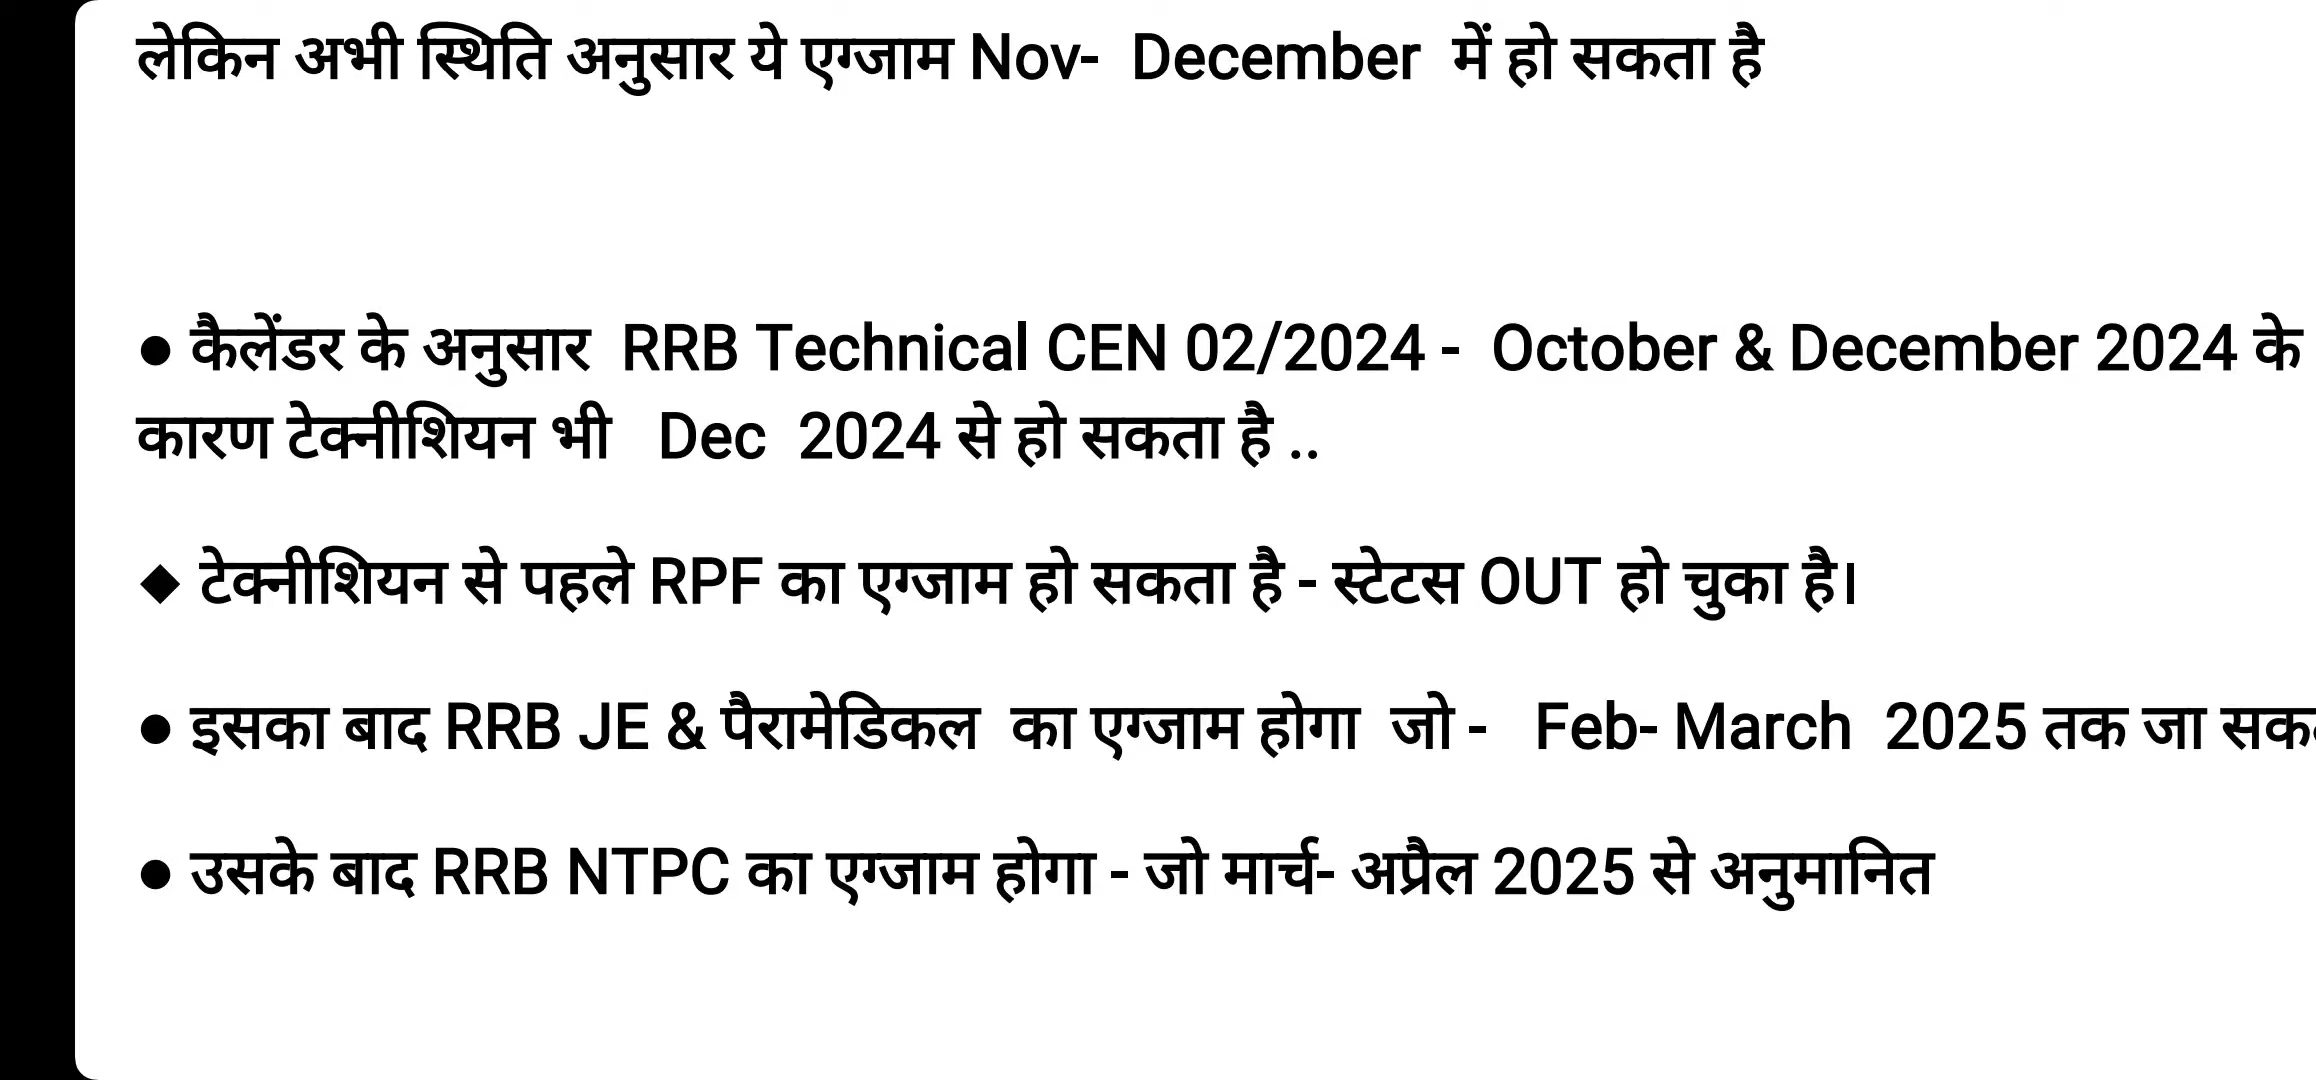 लेकिन अभी स्थिति अनुसार ये एग्जाम Nov- December में हो सकता है
● कैलेंडर के अनुसार RRB Technical CEN 02/2024 - October & December 2024 के
कारण टेक्नीशियन भी Dec 2024 से हो सकता है ..
◆ टेक्नीशियन से पहले RPF का एग्जाम हो सकता है - स्टेटस OUT हो चुका है।
● इसका बाद RRB JE & पैरामेडिकल का एग्जाम होगा जो - Feb- March 2025 तक जा
● उसके बाद RRB NTPC का एग्जाम होगा - जो मार्च- अप्रैल 2025 से अनुमानित